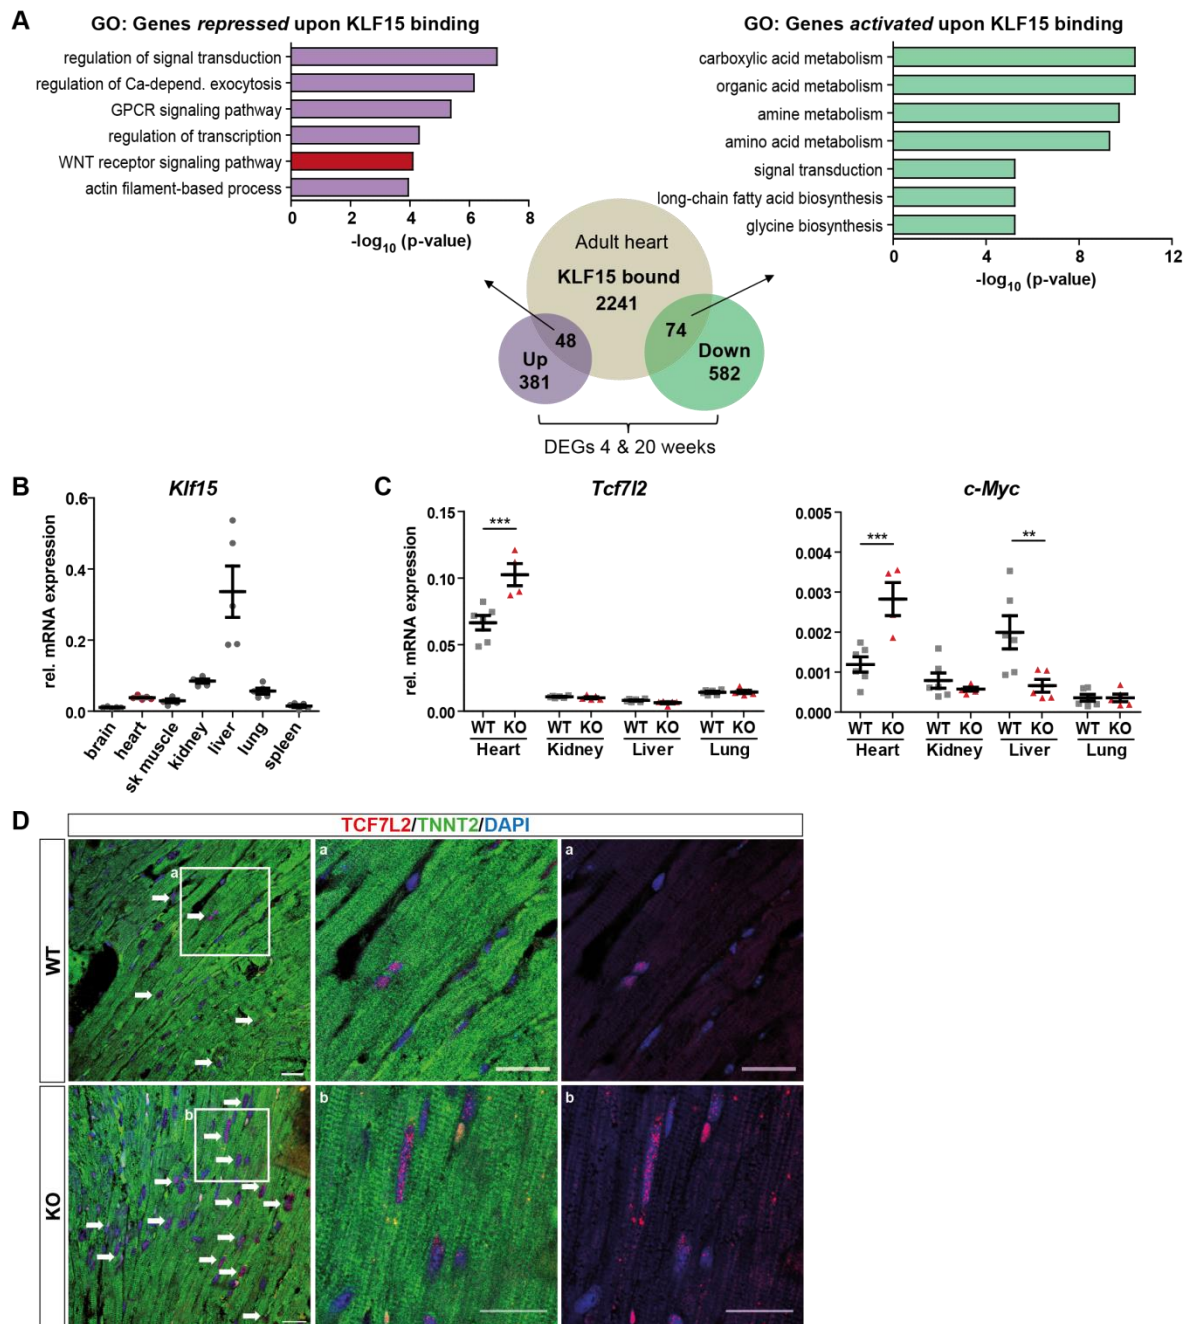 A
GO: Genes repressed upon KLF15 binding
regulation of signal transduction
regulation of Ca-depend. exocytosis
GPCR signaling pathway
regulation of transcription
WNT receptor signaling pathway
actin filament-based process
0 2 4 6 8
-log10 (p-value)
GO: Genes activated upon KLF15 binding
carboxylic acid metabolism
organic acid metabolism
amine metabolism
amino acid metabolism
signal transduction
long-chain fatty acid biosynthesis
glycine biosynthesis
0 4 8 12
-log10 (p-value)
Adult heart
KLF15 bound
2241
48
74
Up
381
Down
582
DEGs 4 & 20 weeks
B
Klf15
rel. mRNA expression
0.6
0.4
0.2
0.0
brain
heart
sk muscle
kidney
liver
lung
spleen
C
Tcf7l2
rel. mRNA expression
0.15
0.10
0.05
0.00
***
WT KO WT KO WT KO WT KO
Heart Kidney Liver Lung
c-Myc
0.005
0.004
0.003
0.002
0.001
0.000
***
**
WT KO WT KO WT KO WT KO
Heart Kidney Liver Lung
D
TCF7L2/TNNT2/DAPI
WT
a
a
a
KO
b
b
b